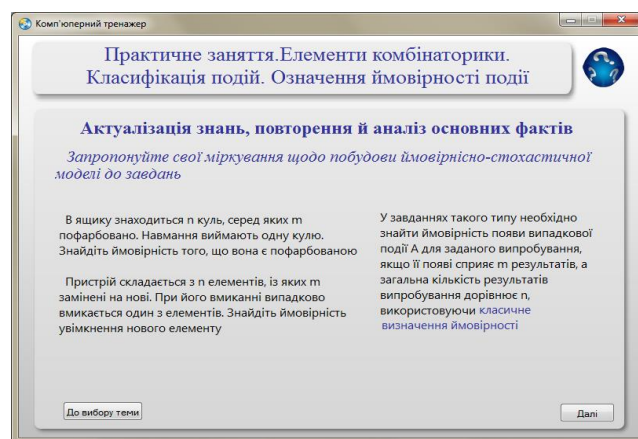 Комп'юперний тренажер
Практичне заняття.Елементи комбінаторики.
Класифікація подій. Означення ймовірності події
Актуалізація знань, повторення й аналіз основних фактів
Запропонуйте свої міркування щодо побудови ймовірнісно-стохастичної
моделі до завдань
В ящику знаходиться n куль, серед яких m
пофарбовано. Навмання виймають одну кулю.
Знайдіть ймовірність того, що вона є пофарбованою
Пристрій складається з n елементів, із яких m
замінені на нові. При його вмиканні випадково
вмикається один з елементів. Знайдіть ймовірність
увімкнення нового елементу
У завданнях такого типу необхідно
знайти ймовірність появи випадкової
події А для заданого випробування,
якщо її появі сприяє m результатів, а
загальна кількість результатів
випробування дорівнює n,
використовуючи класичне
визначення ймовірності
До вибору теми
Далі